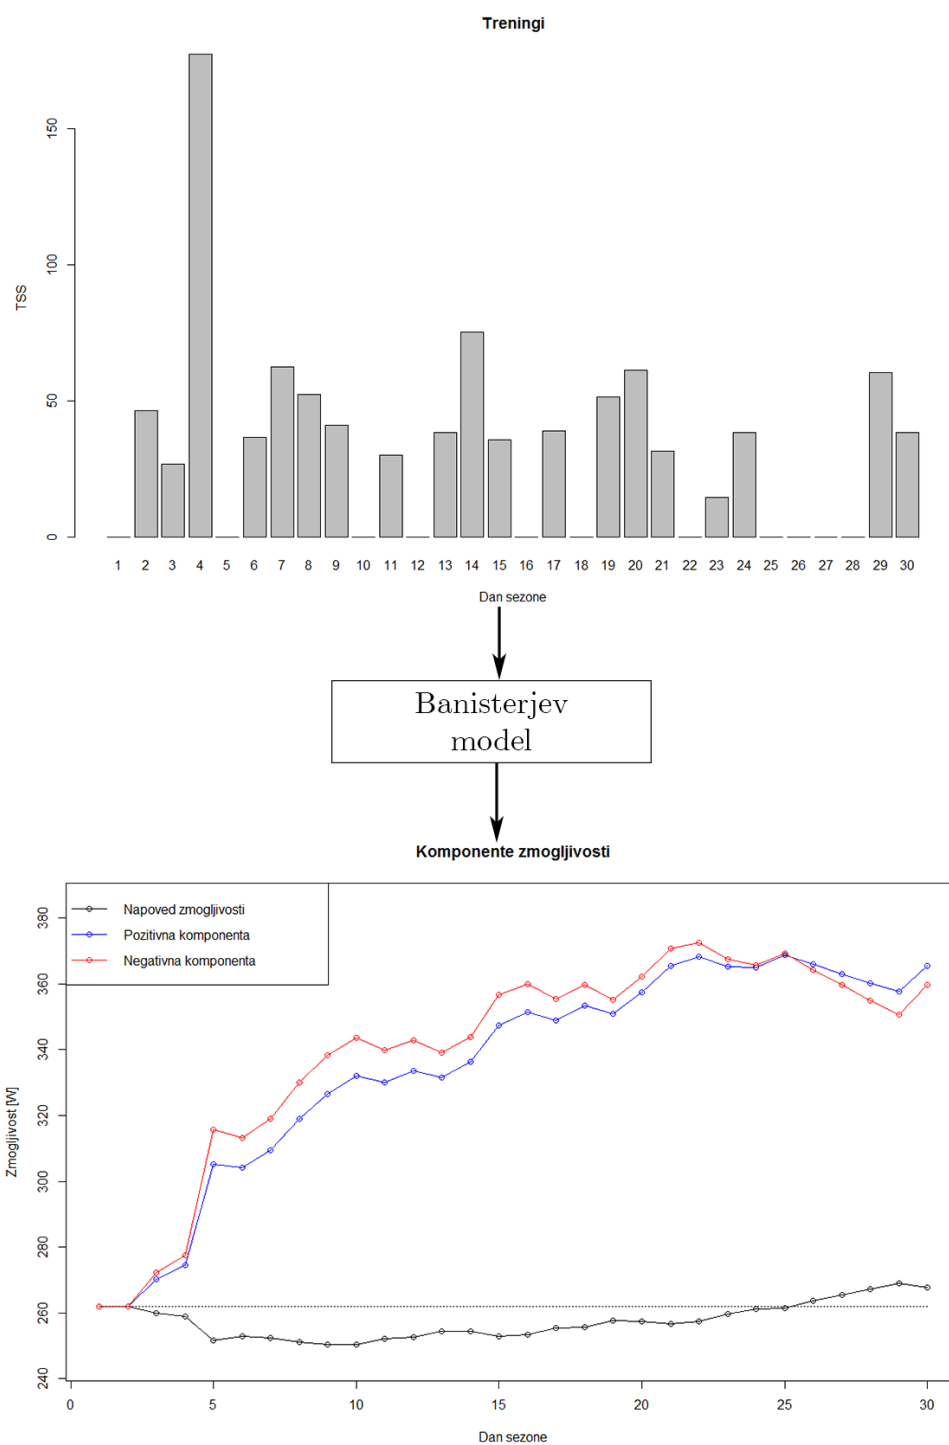 Treningi
150
100
50
0
TSS
1 2 3 4 5 6 7 8 9 10 11 12 13 14 15 16 17 18 19 20 21 22 23 24 25 26 27 28 29 30
Dan sezone
Banisterjev
model
Komponente zmogljivosti
Napoved zmogljivosti
Pozitivna komponenta
Negativna komponenta
380
360
340
320
300
280
260
240
Zmogljivost [W]
0 5 10 15 20 25 30
Dan sezone